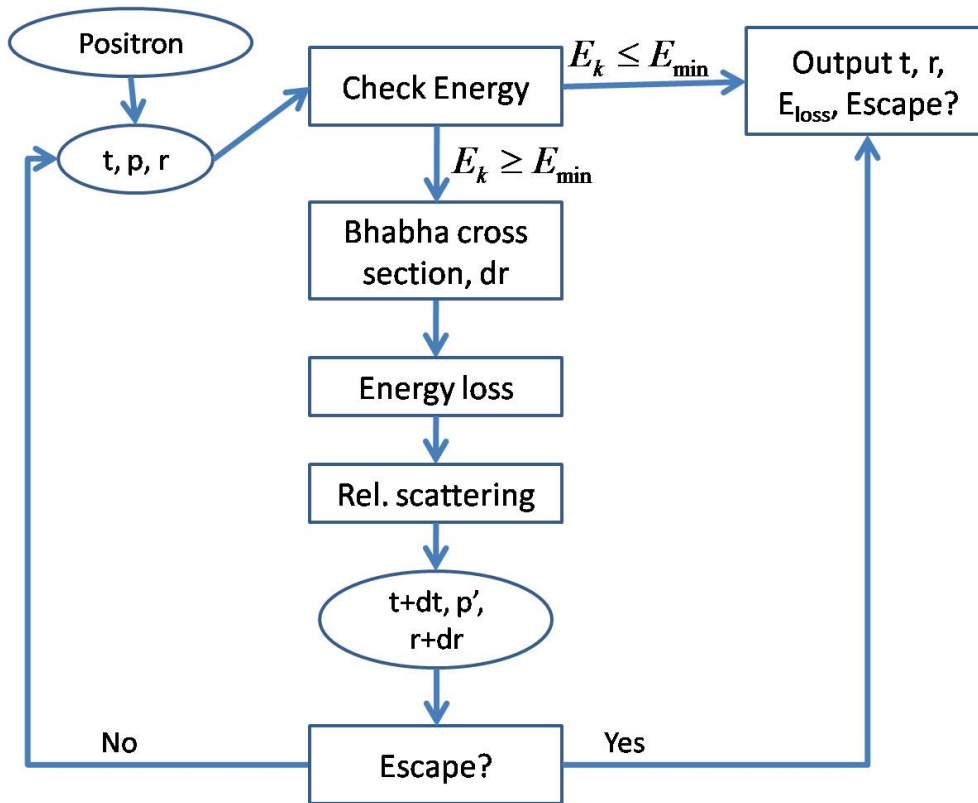 Positron
t, p, r
Check Energy
E_k ≤ E_min
Output t, r,
E_loss, Escape?
E_k ≥ E_min
Bhabha cross
section, dr
Energy loss
Rel. scattering
t+dt, p’,
r+dr
No
Escape?
Yes